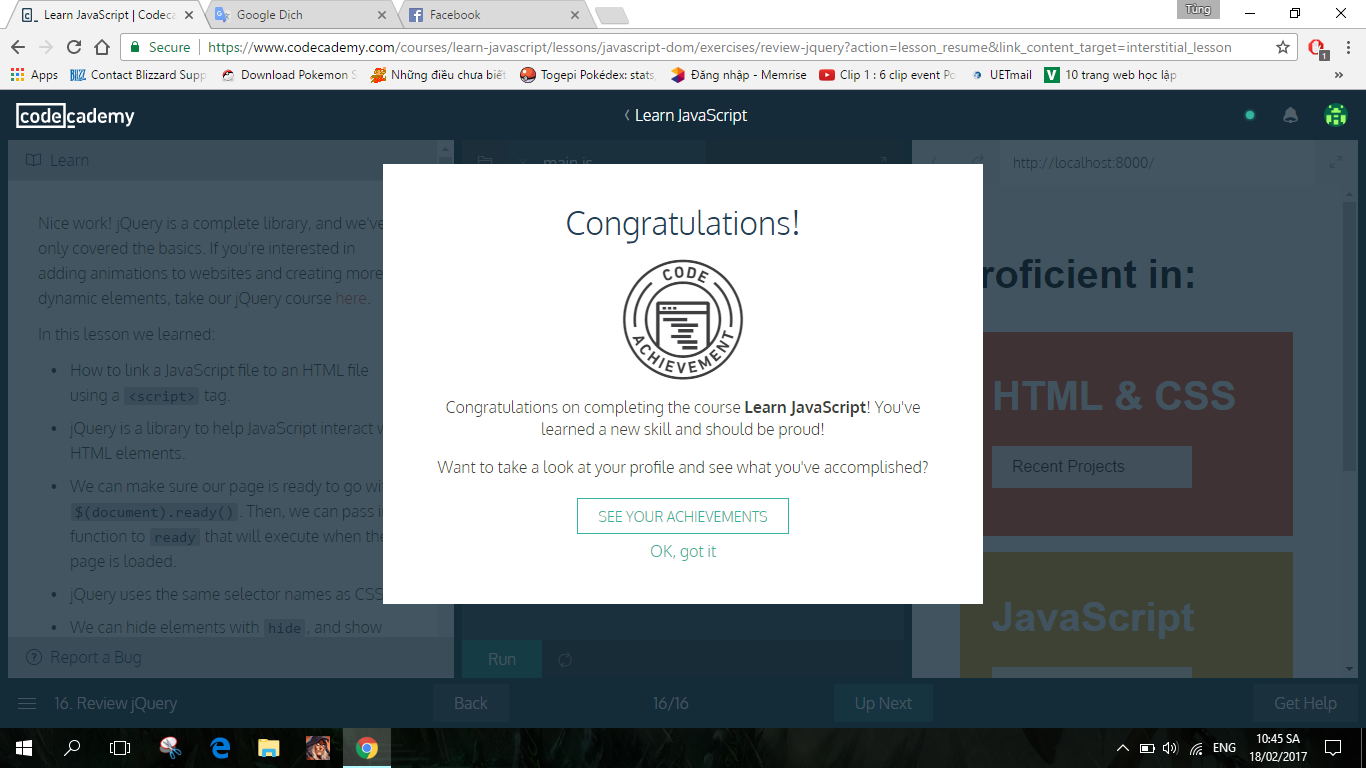 Learn JavaScript | Codeca
Google Dịch
Facebook
Tùng
Secure
https://www.codecademy.com/courses/learn-javascript/lessons/javascript-dom/exercises/review-jquery?action=lesson_resume&link_content_target=interstitial_lesson
1
Apps
Contact Blizzard Supp
Download Pokemon S
Những điều chưa biết
Togepi Pokédex: stats,
Đăng nhập - Memrise
Clip 1 : 6 clip event Po
UETmail
10 trang web học lập
»
codecademy
Learn JavaScript
Learn
main.js
http://localhost:8000/
Nice work! jQuery is a complete library, and we've
only covered the basics. If you're interested in
adding animations to websites and creating more
dynamic elements, take our jQuery course here.
In this lesson we learned:
• How to link a JavaScript file to an HTML file
using a <script> tag.
• jQuery is a library to help JavaScript interact w
HTML elements.
• We can make sure our page is ready to go wi
$(document).ready(). Then, we can pass i
function to ready that will execute when the
page is loaded.
• jQuery uses the same selector names as CSS
• We can hide elements with hide, and show
Report a Bug
Congratulations!
CODE
ACHIEVEMENT
Congratulations on completing the course Learn JavaScript! You've
learned a new skill and should be proud!
Want to take a look at your profile and see what you've accomplished?
SEE YOUR ACHIEVEMENTS
OK, got it
roficient in:
HTML & CSS
Recent Projects
JavaScript
Run
16. Review jQuery
Back
16/16
Up Next
Get Help
ENG
10:45 SA
18/02/2017